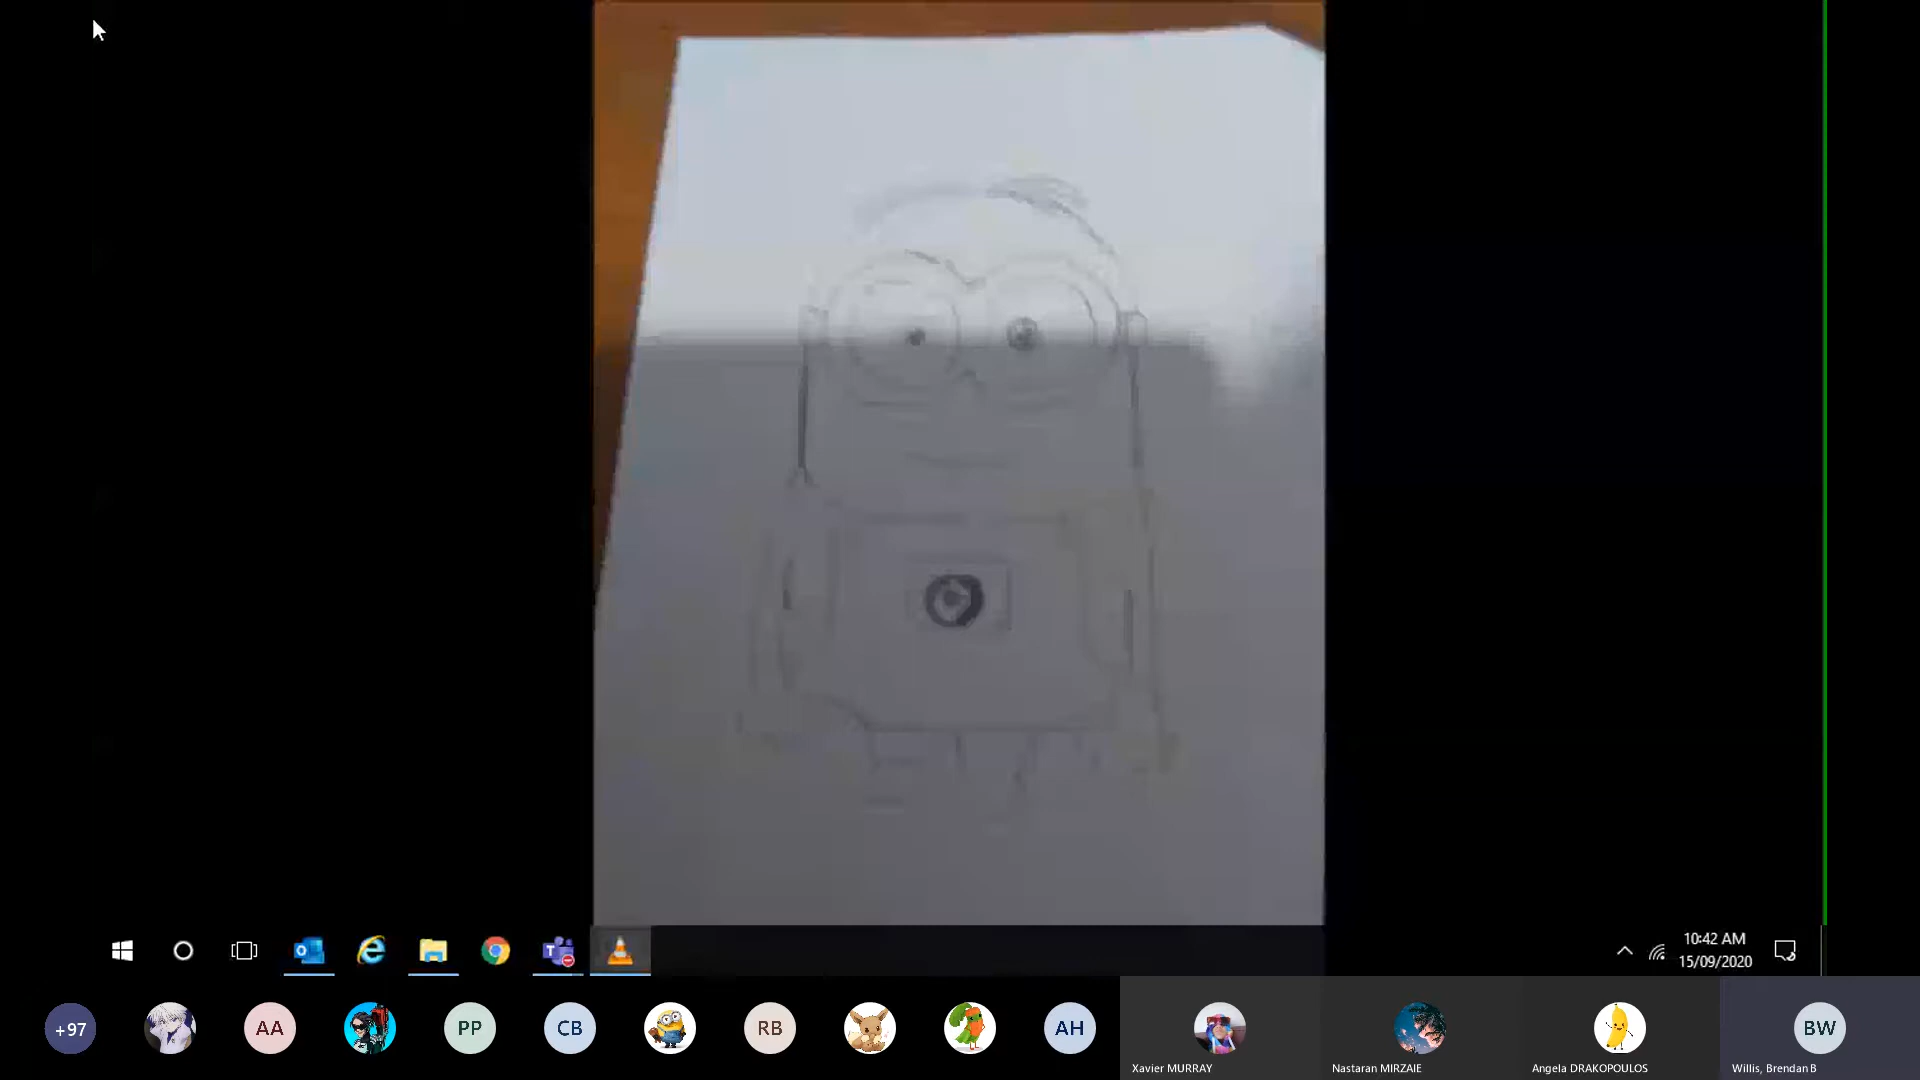 10:42 AM
15/09/2020
+97
AA
PP
CB
RB
AH
BW
Xavier MURRAY
Nastaran MIRZAIE
Angela DRAKOPOULOS
Willis, Brendan B